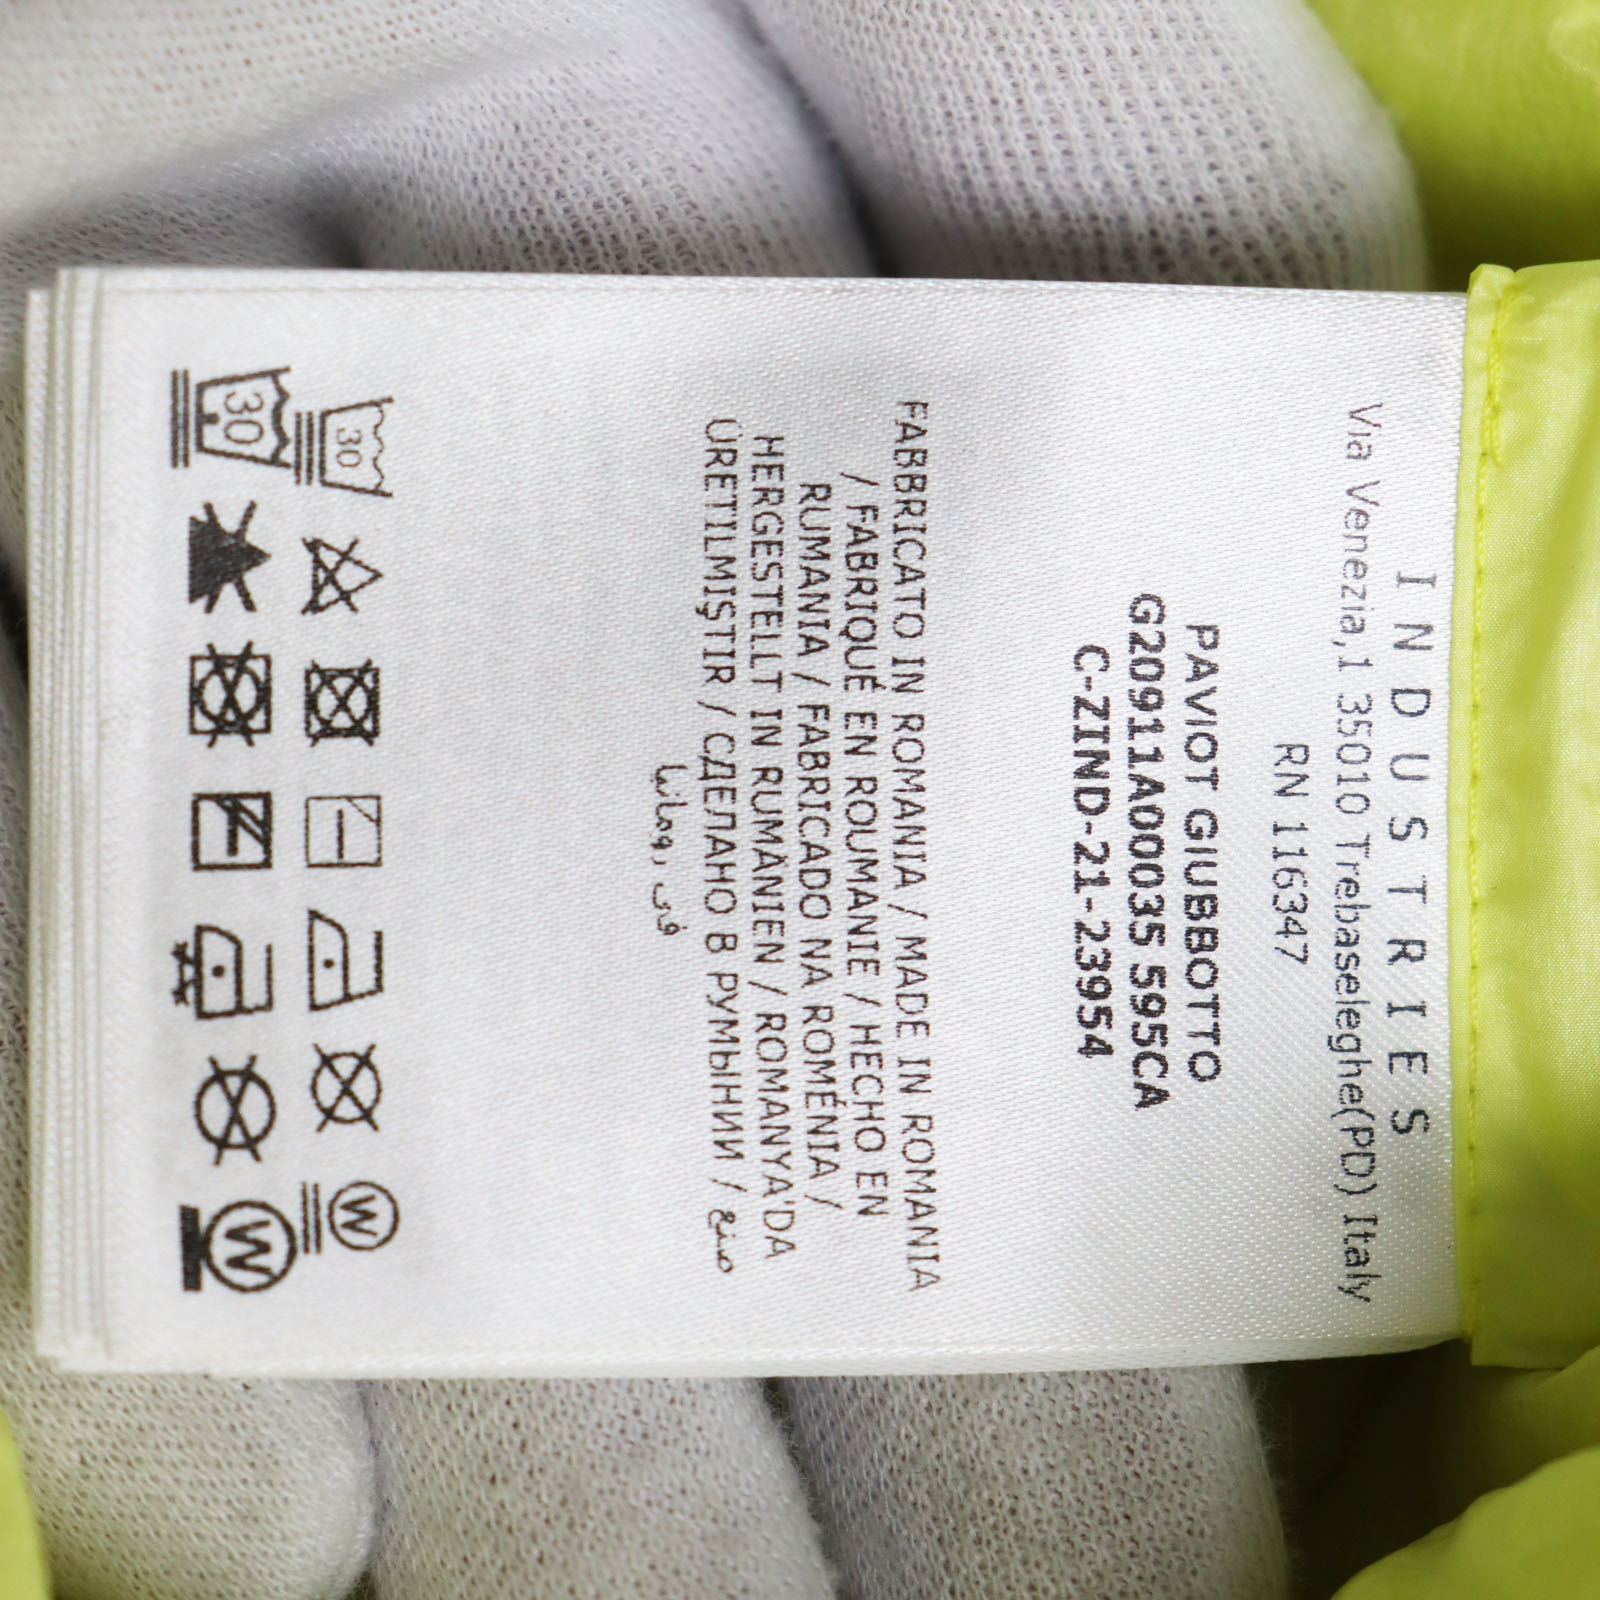 INDUSTRIES
Via Venezia,1 35010 Trebaseleghe(PD) Italy
RN 116347
PAVIOT GIUBBOTTO
G20911A00035 595CA
C-ZIND-21-23954
FABBRICATO IN ROMANIA / MADE IN ROMANIA
/ FABRIQUÉ EN ROUMANIE / HECHO EN
RUMANIA / FABRICADO NA ROMÉNIA /
HERGESTELLT IN RUMÄNIEN / ROMANYA'DA
ÜRETILMIŞTIR / СДЕЛАНО В РУМЫНИИ / صنع
في رومانيا
30
W
30
W